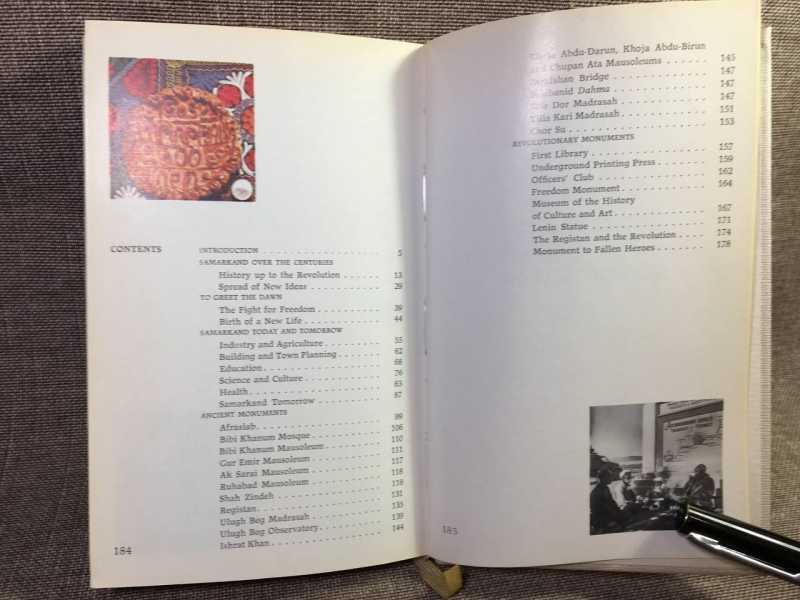 CONTENTS
INTRODUCTION . . . . . . . . . . . . . . . . . 5
SAMARKAND OVER THE CENTURIES
History up to the Revolution . . . . . . 13
Spread of New Ideas . . . . . . . . . . 29
TO GREET THE DAWN
The Fight for Freedom . . . . . . . . . 39
Birth of a New Life . . . . . . . . . . . 44
SAMARKAND TODAY AND TOMORROW
Industry and Agriculture . . . . . . . . 55
Building and Town Planning . . . . . . 62
Education . . . . . . . . . . . . . . . . 68
Science and Culture . . . . . . . . . . 76
Health . . . . . . . . . . . . . . . . . . 83
Samarkand Tomorrow . . . . . . . . . 87
ANCIENT MONUMENTS
Afrasiab . . . . . . . . . . . . . . . . . 99
Bibi Khanum Mosque . . . . . . . . . . 106
Bibi Khanum Mausoleum . . . . . . . . 110
Gur Emir Mausoleum . . . . . . . . . . 111
Ak Sarai Mausoleum . . . . . . . . . . 117
Ruhabad Mausoleum . . . . . . . . . . 118
Shah Zindeh . . . . . . . . . . . . . . 118
Registan . . . . . . . . . . . . . . . . . 131
Ulugh Beg Madrasah . . . . . . . . . . 135
Ulugh Beg Observatory . . . . . . . . . 139
Ishrat Khan . . . . . . . . . . . . . . . 144
184
Abdu-Darun, Khoja Abdu-Birun
and Chupan Ata Mausoleums . . . . . . 145
Bridge . . . . . . . . . . . . 147
Dahma . . . . . . . . . . . . 147
Dor Madrasah . . . . . . . . . . . 147
Tilla Kari Madrasah . . . . . . . . . . . 151
Chor Su . . . . . . . . . . . . . . . . . 153
REVOLUTIONARY MONUMENTS
First Library . . . . . . . . . . . . . . . 157
Underground Printing Press . . . . . . . 159
Officers' Club . . . . . . . . . . . . . . 162
Freedom Monument . . . . . . . . . . . 164
Museum of the History
of Culture and Art . . . . . . . . . . . . 167
Lenin Statue . . . . . . . . . . . . . . . 171
The Registan and the Revolution . . . . 174
Monument to Fallen Heroes . . . . . . . 178
185